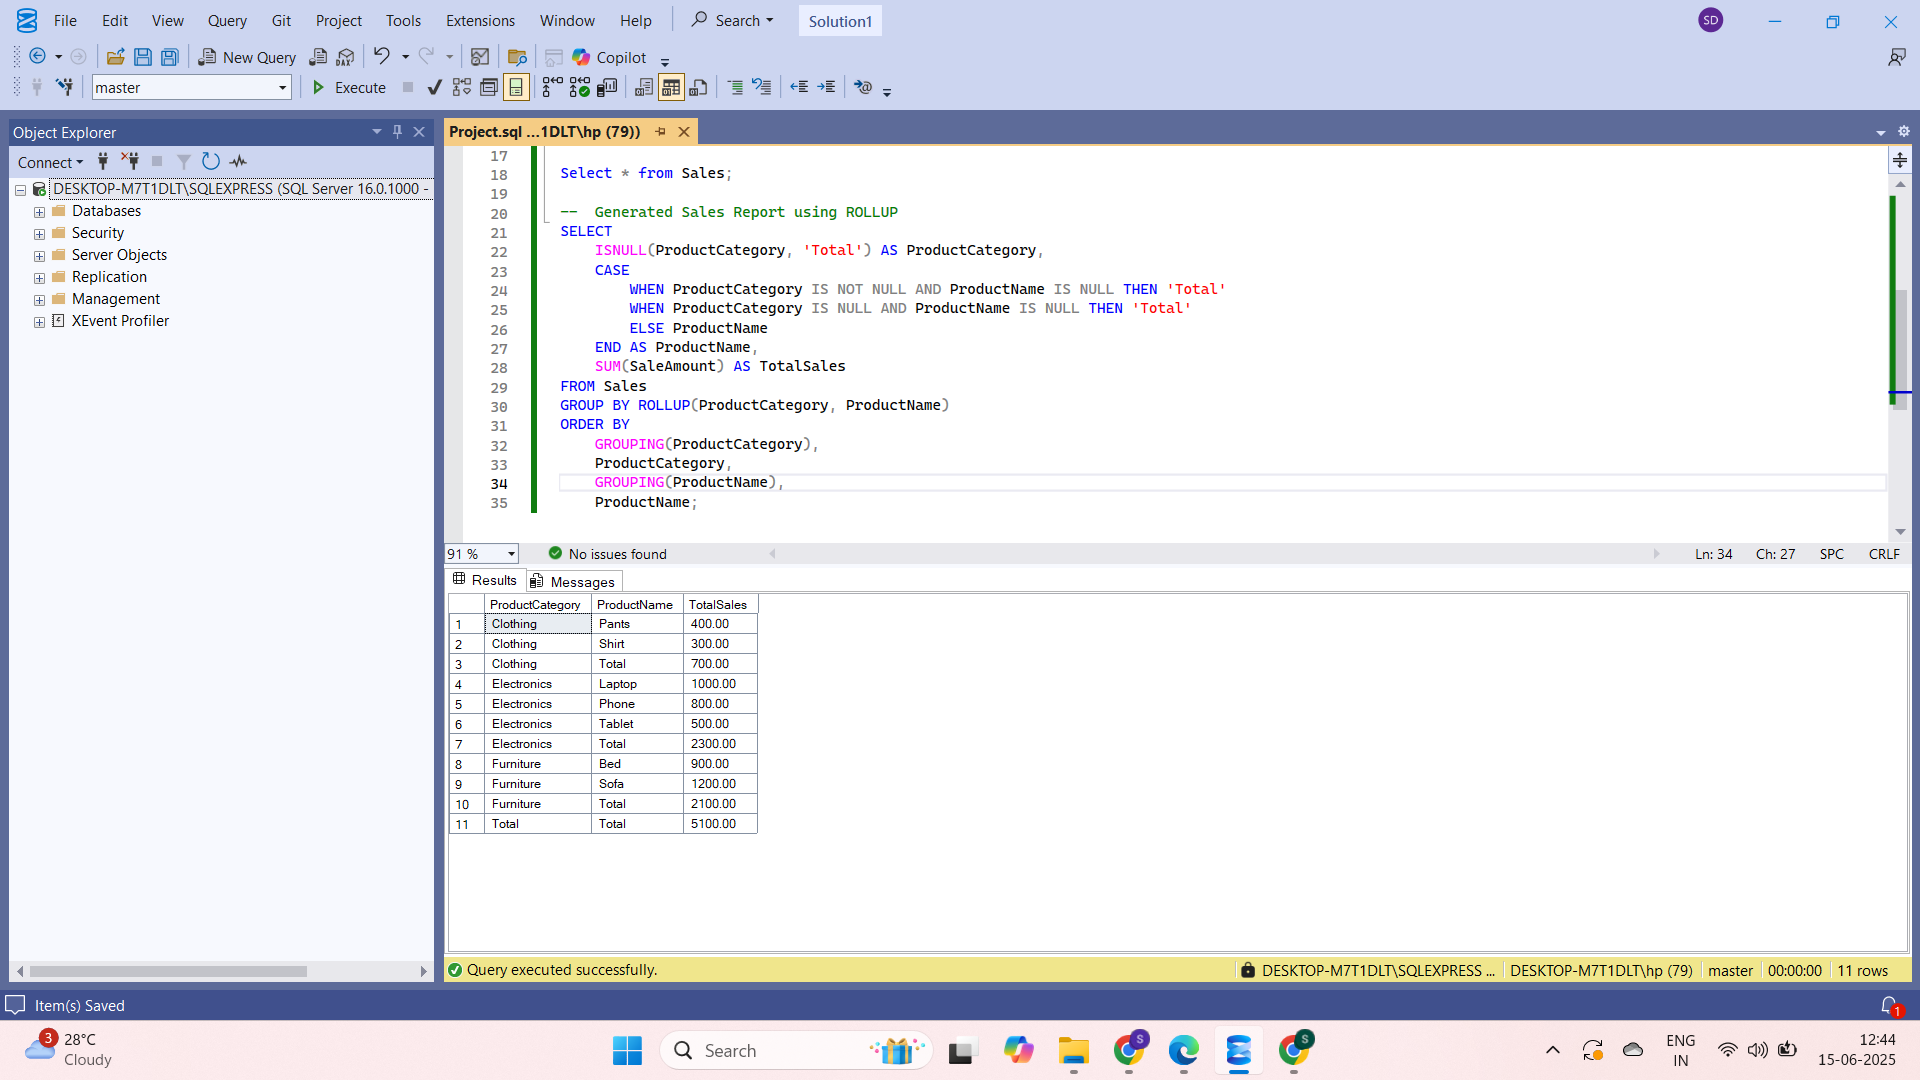 File Edit View Query Git Project Tools Extensions Window Help Search Solution1 SD
New Query DAX Copilot
master Execute
Object Explorer
Connect
DESKTOP-M7T1DLT\SQLEXPRESS (SQL Server 16.0.1000 -
Databases
Security
Server Objects
Replication
Management
XEvent Profiler
Project.sql ...1DLT\hp (79))
17
18 Select * from Sales;
19
20 -- Generated Sales Report using ROLLUP
21 SELECT
22 ISNULL(ProductCategory, 'Total') AS ProductCategory,
23 CASE
24 WHEN ProductCategory IS NOT NULL AND ProductName IS NULL THEN 'Total'
25 WHEN ProductCategory IS NULL AND ProductName IS NULL THEN 'Total'
26 ELSE ProductName
27 END AS ProductName,
28 SUM(SaleAmount) AS TotalSales
29 FROM Sales
30 GROUP BY ROLLUP(ProductCategory, ProductName)
31 ORDER BY
32 GROUPING(ProductCategory),
33 ProductCategory,
34 GROUPING(ProductName),
35 ProductName;
91 % No issues found Ln: 34 Ch: 27 SPC CRLF
Results Messages
ProductCategory ProductName TotalSales
1 Clothing Pants 400.00
2 Clothing Shirt 300.00
3 Clothing Total 700.00
4 Electronics Laptop 1000.00
5 Electronics Phone 800.00
6 Electronics Tablet 500.00
7 Electronics Total 2300.00
8 Furniture Bed 900.00
9 Furniture Sofa 1200.00
10 Furniture Total 2100.00
11 Total Total 5100.00
Query executed successfully. DESKTOP-M7T1DLT\SQLEXPRESS ... DESKTOP-M7T1DLT\hp (79) master 00:00:00 11 rows
Item(s) Saved 1
3 28°C
Cloudy
Search
S
S
ENG
IN
12:44
15-06-2025